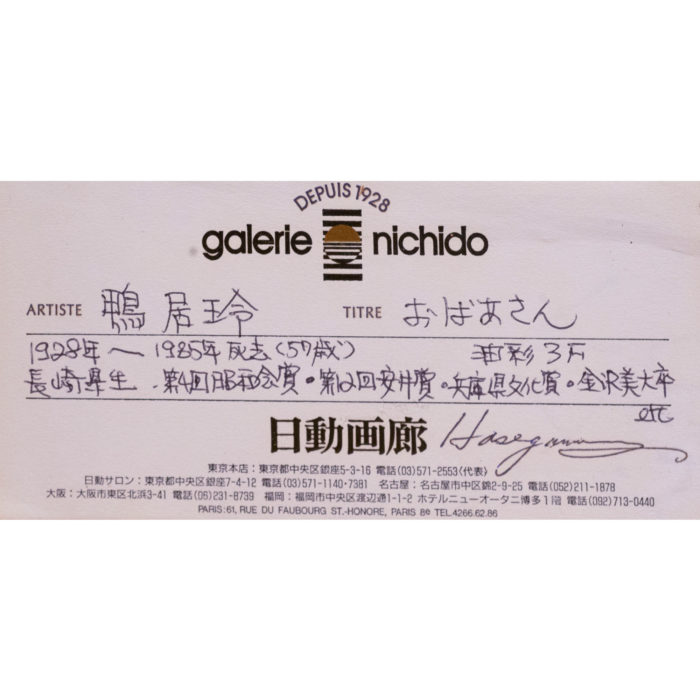 DEPUIS 1928
galerie nichido
ARTISTE 鴨居玲 TITRE おばあさん
1928年〜1985年死去(57歳) 油彩3号
長崎県生・第4回昭和会賞・第12回安井賞・兵庫県文化賞・金沢美大卒
etc
日動画廊 Hasegawa
東京本店:東京都中央区銀座5-3-16 電話(03)571-2553〈代表〉
日動サロン:東京都中央区銀座7-4-12 電話(03)571-1140・7381 名古屋:名古屋市中区錦2-9-25 電話(052)211-1878
大阪:大阪市東区北浜3-41 電話(06)231-8739 福岡:福岡市中央区渡辺通1-1-2 ホテルニューオータニ博多1階 電話(092)713-0440
PARIS:61, RUE DU FAUBOURG ST.-HONORE, PARIS 8e TEL.4266.62.86